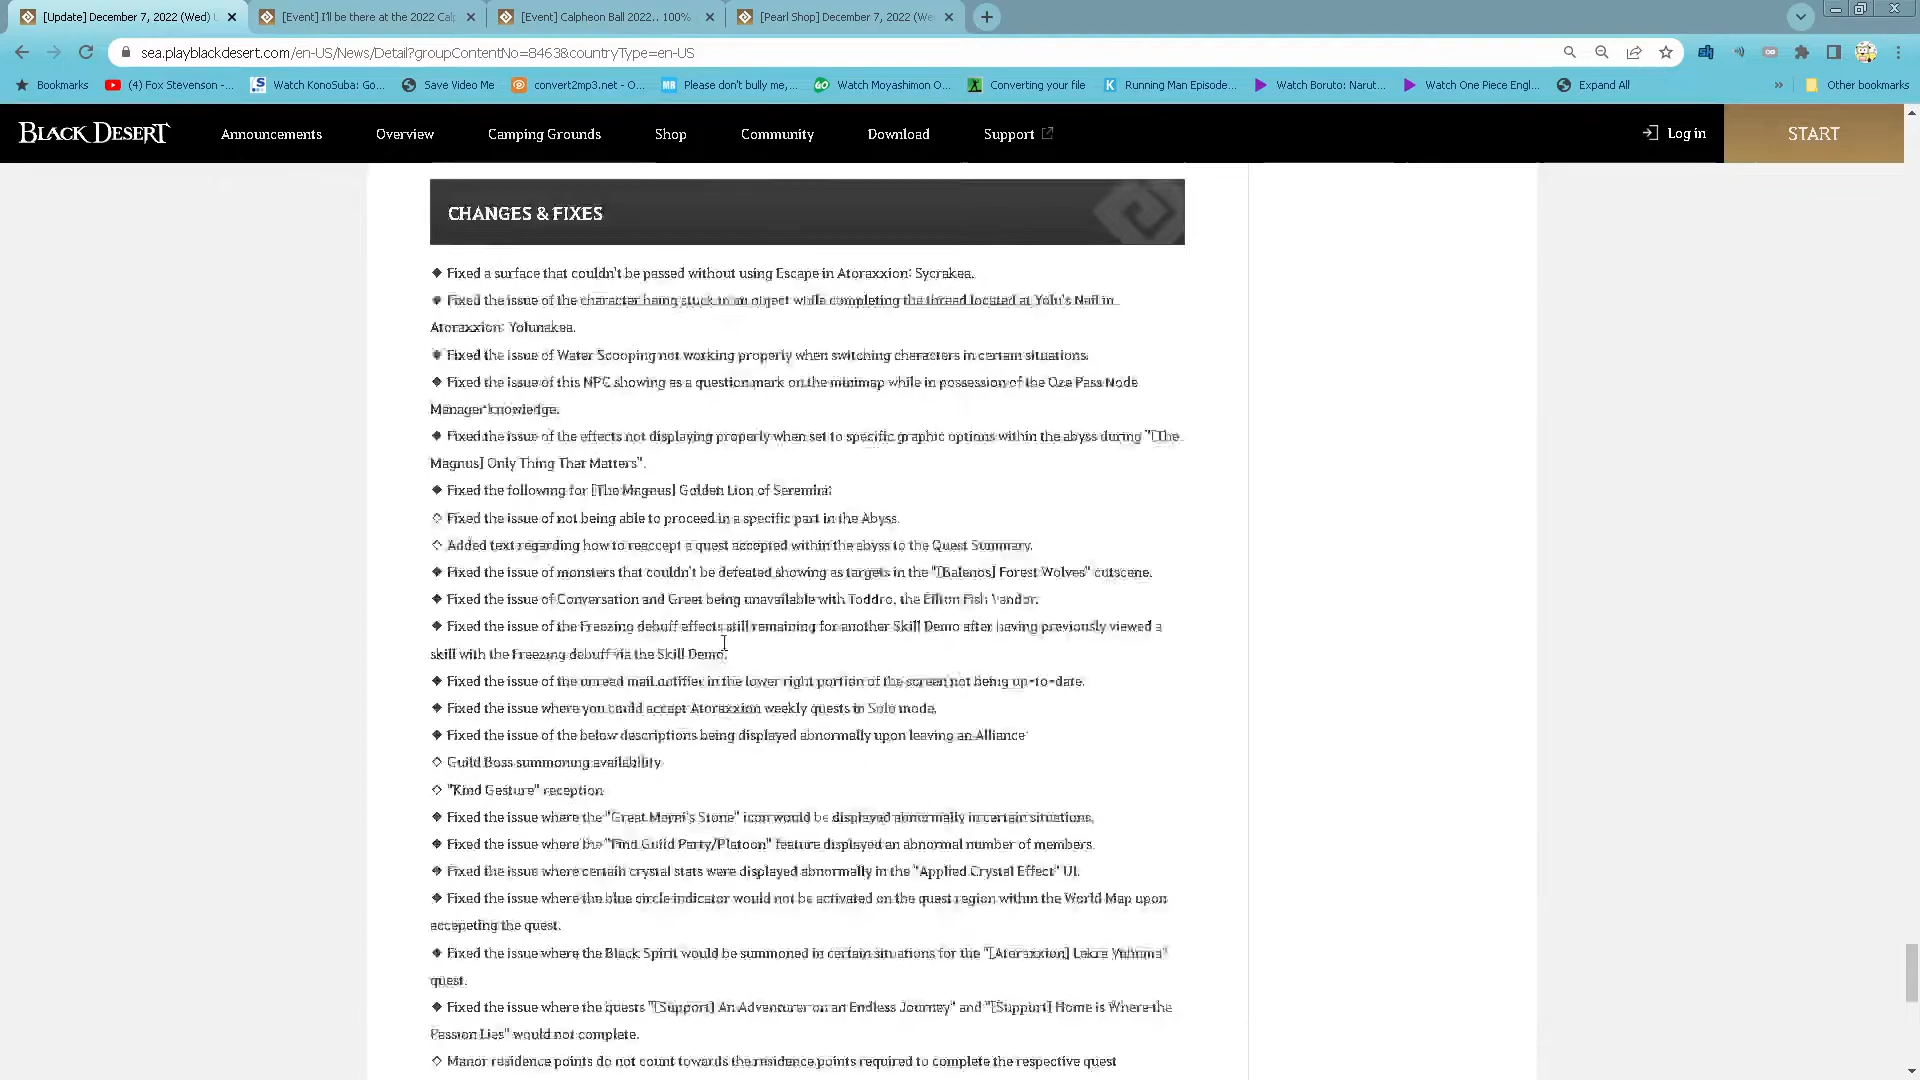 [Update] December 7, 2022 (Wed)
[Event] I'll be there at the 2022 Cal
[Event] Calpheon Ball 2022.. 100%
[Pearl Shop] December 7, 2022 (We
sea.playblackdesert.com/en-US/News/Detail?groupContentNo=8463&countryType=en-US
Bookmarks
(4) Fox Stevenson -...
Watch KonoSuba: Go...
Save Video Me
convert2mp3.net - O...
Please don't bully me,...
Watch Moyashimon O...
Converting your file
Running Man Episode...
Watch Boruto: Narut...
Watch One Piece Engl...
Expand All
»
Other bookmarks
BLACK DESERT
Announcements
Overview
Camping Grounds
Shop
Community
Download
Support
Log in
START
CHANGES & FIXES
◆ Fixed a surface that couldn't be passed without using Escape in Atoraxxion: Sycrakea.
◆ Fixed the issue of the character being stuck in an object while completing the thread located at Yolu's Nail in
Atoraxxion: Yolunakea.
◆ Fixed the issue of Water Scooping not working properly when switching characters in certain situations.
◆ Fixed the issue of this NPC showing as a question mark on the minimap while in possession of the Oze Pass Node
Manager knowledge.
◆ Fixed the issue of the effects not displaying properly when set to specific graphic options within the abyss during "[The
Magnus] Only Thing That Matters".
◆ Fixed the following for [The Magnus] Golden Lion of Serenity:
◇ Fixed the issue of not being able to proceed in a specific part in the Abyss.
◇ Added text regarding how to reaccept a quest accepted within the abyss to the Quest Summary.
◆ Fixed the issue of monsters that couldn't be defeated showing as targets in the "[Balenos] Forest Wolves" cutscene.
◆ Fixed the issue of Conversation and Greet being unavailable with Toddro, the Eilton Fish Vendor.
◆ Fixed the issue of the Freezing debuff effects still remaining for another Skill Demo after having previously viewed a
skill with the Freezing debuff via the Skill Demo.
◆ Fixed the issue of the unread mail notifier in the lower right portion of the screen not being up-to-date.
◆ Fixed the issue where you could accept Atoraxxion weekly quests in Solo mode.
◆ Fixed the issue of the below descriptions being displayed abnormally upon leaving an Alliance
◇ Guild Boss summoning availability
◇ "Kind Gesture" reception
◆ Fixed the issue where the "Great Meme's Stone" icon would be displayed abnormally in certain situations.
◆ Fixed the issue where the "Find Guild Party/Platoon" feature displayed an abnormal number of members.
◆ Fixed the issue where certain crystal stats were displayed abnormally in the "Applied Crystal Effect" UI.
◆ Fixed the issue where the blue circle indicator would not be activated on the quest region within the World Map upon
accepting the quest.
◆ Fixed the issue where the Black Spirit would be summoned in certain situations for the "[Atoraxxion]
quest.
◆ Fixed the issue where the quests "[Support] An Adventurer on an Endless Journey" and "[Support] Home is Where the
Passion Lies" would not complete.
◇ Manor residence points do not count towards the residence points required to complete the respective quest